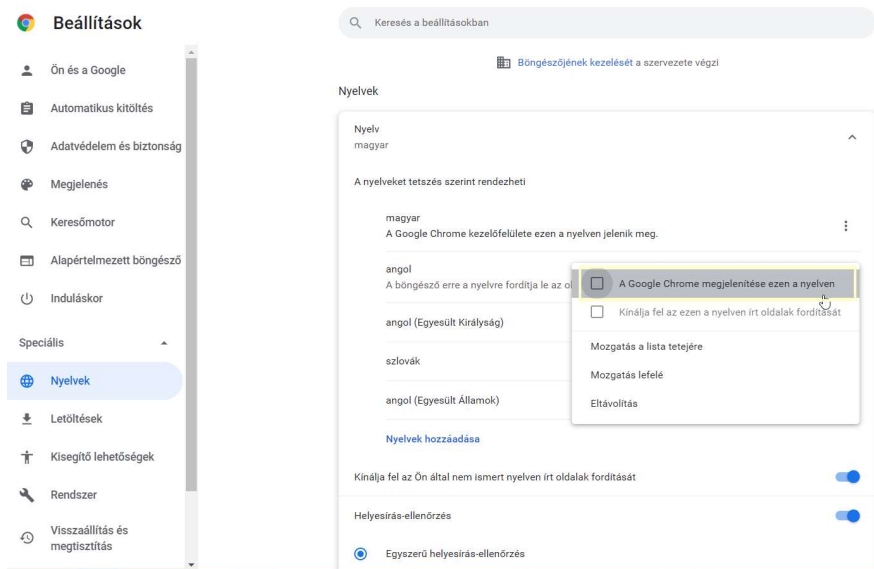 Beállítások
Keresés a beállításokban
Ön és a Google
Automatikus kitöltés
Adatvédelem és biztonság
Megjelenés
Keresőmotor
Alapértelmezett böngésző
Induláskor
Speciális
Nyelvek
Letöltések
Kisegítő lehetőségek
Rendszer
Visszaállítás és
megtisztítás
Böngészőjének kezelését a szervezete végzi
Nyelvek
Nyelv
magyar
A nyelveket tetszés szerint rendezheti
magyar
A Google Chrome kezelőfelülete ezen a nyelven jelenik meg.
angol
A böngésző erre a nyelvre fordítja le az
angol (Egyesült Királyság)
szlovák
angol (Egyesült Államok)
Nyelvek hozzáadása
A Google Chrome megjelenítése ezen a nyelven
Kínálja fel az ezen a nyelven írt oldalak fordítását
Mozgatás a lista tetejére
Mozgatás lefelé
Eltávolítás
Kínálja fel az Ön által nem ismert nyelven írt oldalak fordítását
Helyesírás-ellenőrzés
Egyszerű helyesírás-ellenőrzés